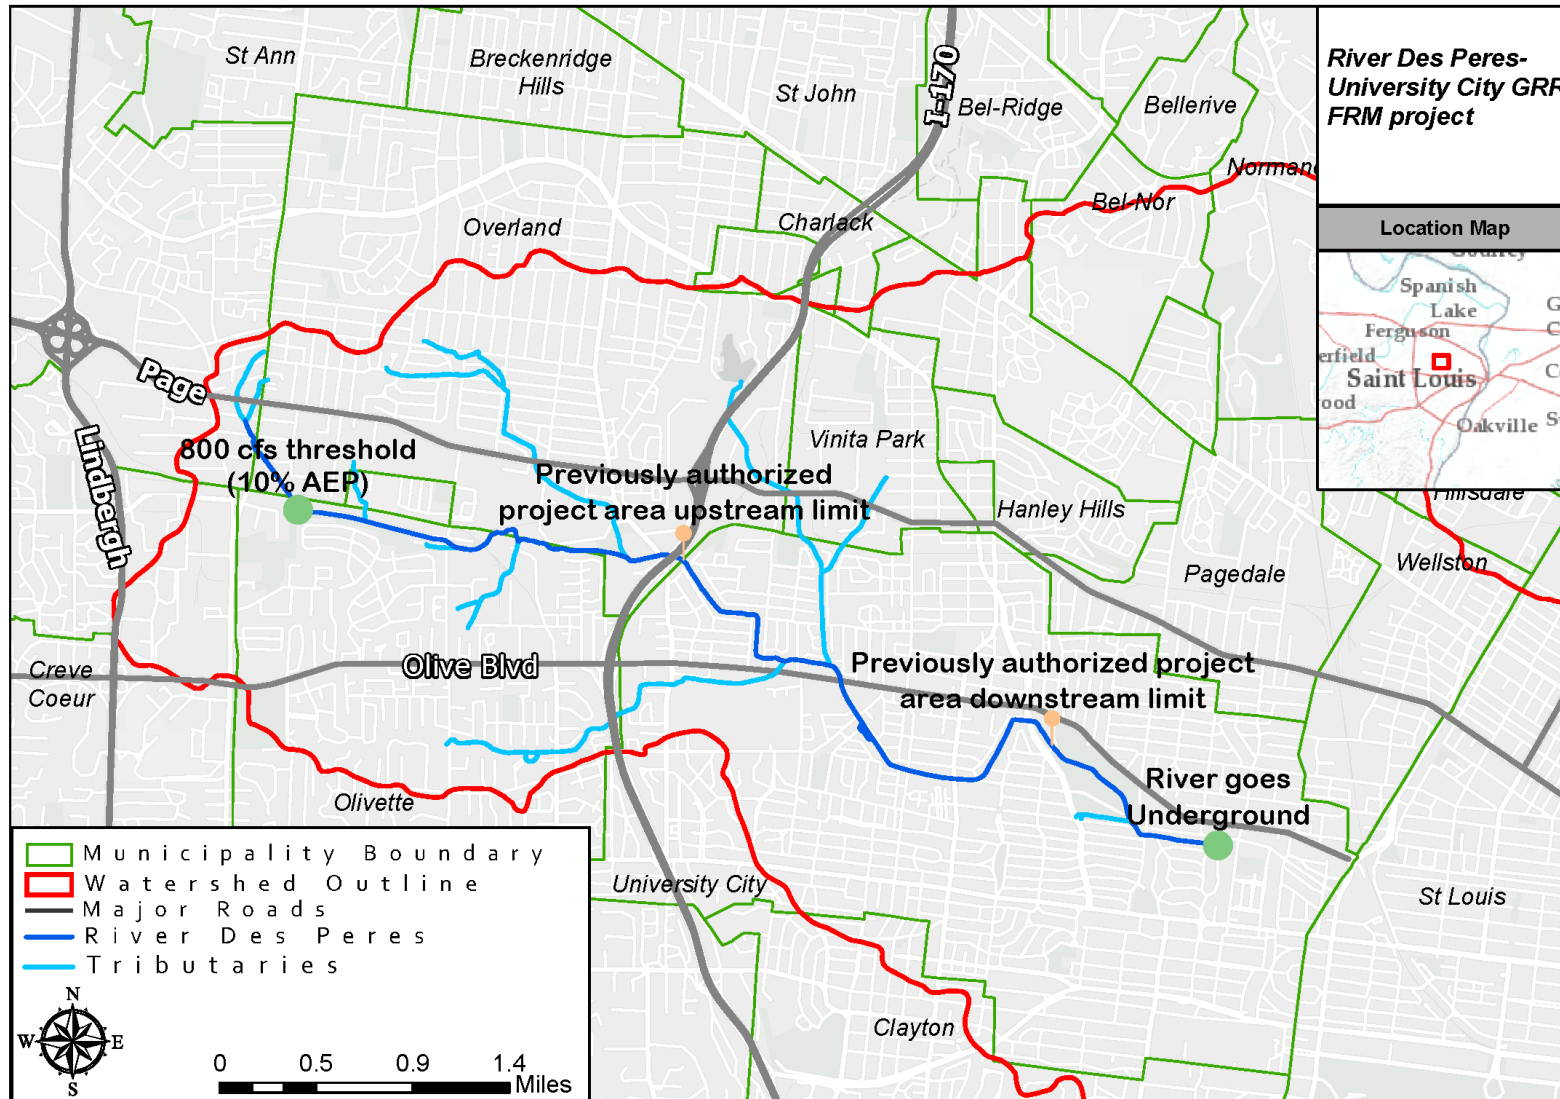 St Ann
Breckenridge
Hills
St John
I-170
Bel-Ridge
Bellerive
River Des Peres-
University City GRR
FRM project
Location Map
Spanish
Lake
Ferguson
erfield
Saint Louis
ood
Oakville
Overland
Charlack
Bel-Nor
Norman
Page
Lindbergh
800 cfs threshold
(10% AEP)
Previously authorized
project area upstream limit
Vinita Park
Hanley Hills
Hillsdale
Wellston
Pagedale
Creve
Coeur
Olive Blvd
Previously authorized project
area downstream limit
River goes
Underground
Olivette
University City
St Louis
Clayton
Municipality Boundary
Watershed Outline
Major Roads
River Des Peres
Tributaries
N
W E
S
0 0.5 0.9 1.4
Miles